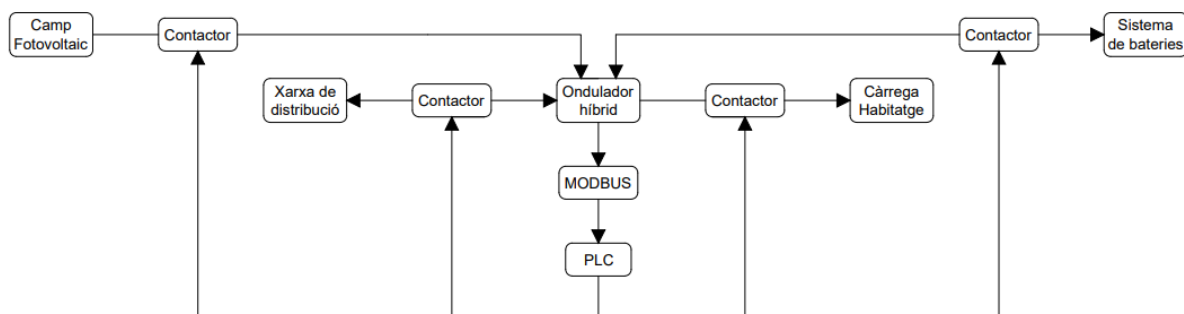 Camp
Fotovoltaic
Contactor
Contactor
Sistema
de bateries
Xarxa de
distribució
Contactor
Ondulador
híbrid
Contactor
Càrrega
Habitatge
MODBUS
PLC